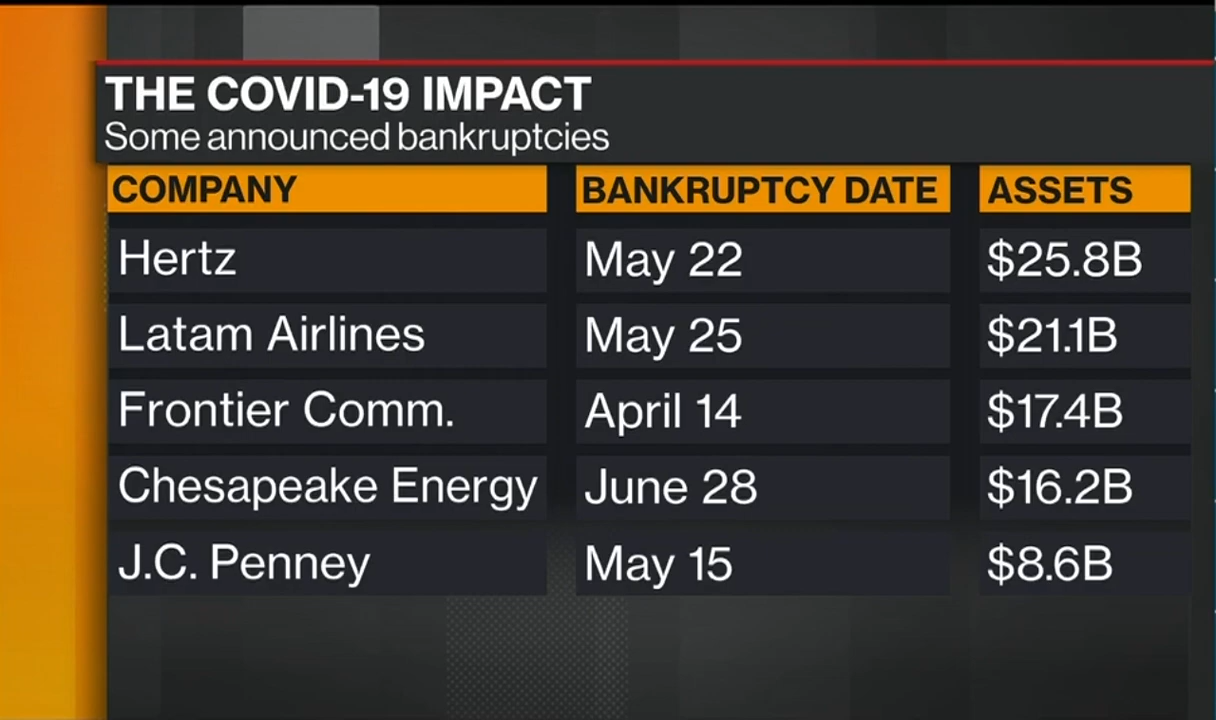 THE COVID-19 IMPACT
Some announced bankruptcies
COMPANY BANKRUPTCY DATE ASSETS
Hertz May 22 $25.8B
Latam Airlines May 25 $21.1B
Frontier Comm. April 14 $17.4B
Chesapeake Energy June 28 $16.2B
J.C. Penney May 15 $8.6B